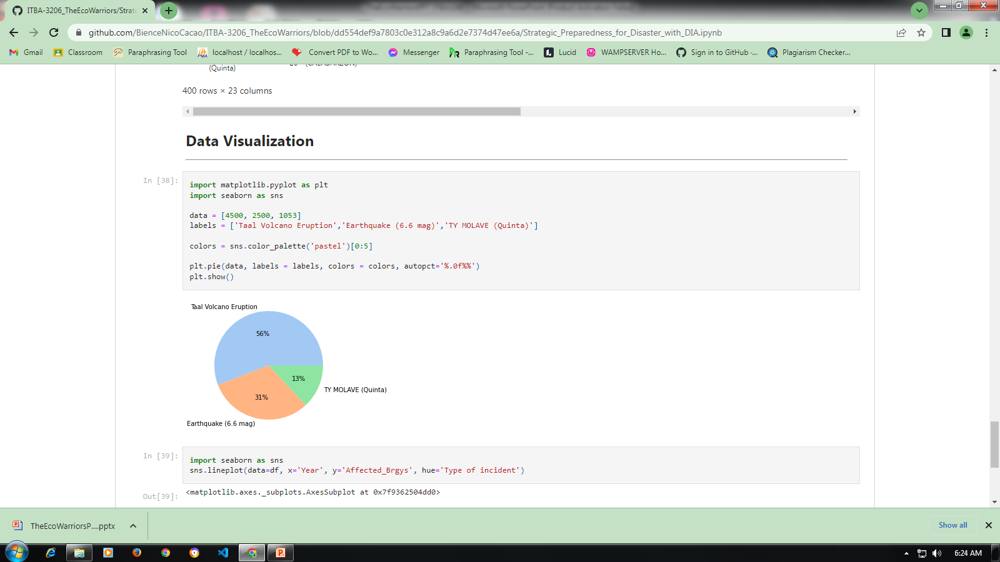 ITBA-3206_TheEcoWarriors/Strate
github.com/BienceNicoCacao/ITBA-3206_TheEcoWarriors/blob/dd554def9a7803c0e312a8c9a6d2e7374d47ee6a/Strategic_Preparedness_for_Disaster_with_DIA.ipynb
Gmail Classroom Paraphrasing Tool localhost / localhos... Convert PDF to Wo... Messenger Paraphrasing Tool -... Lucid WAMPSERVER Ho... Sign in to GitHub ·... Plagiarism Checker...
(Quinta)
400 rows × 23 columns
Data Visualization
In [38]:
import matplotlib.pyplot as plt
import seaborn as sns
data = [4500, 2500, 1053]
labels = ['Taal Volcano Eruption','Earthquake (6.6 mag)','TY MOLAVE (Quinta)']
colors = sns.color_palette('pastel')[0:5]
plt.pie(data, labels = labels, colors = colors, autopct='%.0f%%')
plt.show()
Taal Volcano Eruption
56%
13%
TY MOLAVE (Quinta)
31%
Earthquake (6.6 mag)
In [39]:
import seaborn as sns
sns.lineplot(data=df, x='Year', y='Affected_Brgys', hue='Type of incident')
Out[39]:
<matplotlib.axes._subplots.AxesSubplot at 0x7f9362504dd0>
TheEcoWarriorsP....pptx
Show all
6:24 AM